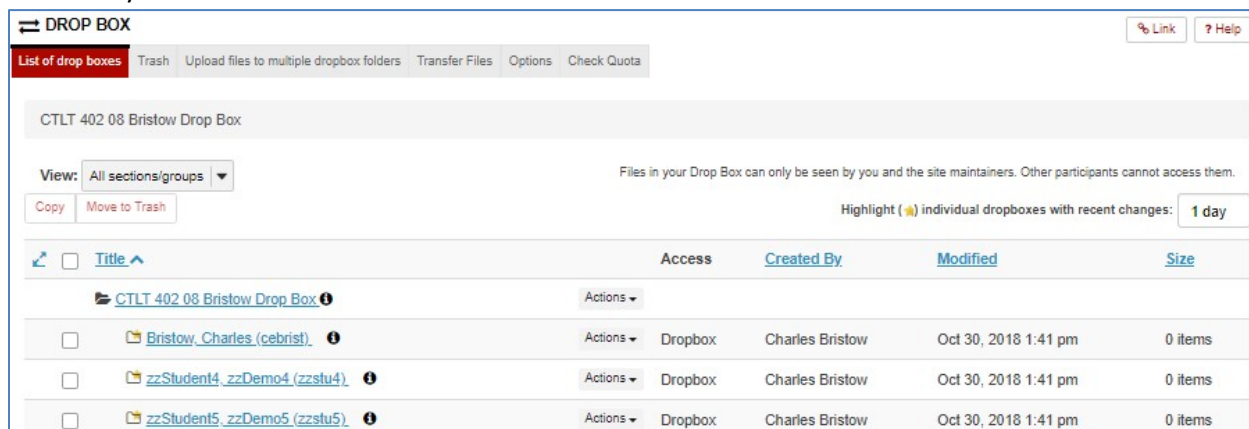 DROP BOX
Link ? Help
List of drop boxes Trash Upload files to multiple dropbox folders Transfer Files Options Check Quota
CTLT 402 08 Bristow Drop Box
View: All sections/groups
Files in your Drop Box can only be seen by you and the site maintainers. Other participants cannot access them.
Copy Move to Trash
Highlight ( ) individual dropboxes with recent changes: 1 day
Title Access Created By Modified Size
CTLT 402 08 Bristow Drop Box Actions
Bristow, Charles (cebrist) Actions Dropbox Charles Bristow Oct 30, 2018 1:41 pm 0 items
zzStudent4, zzDemo4 (zzstu4) Actions Dropbox Charles Bristow Oct 30, 2018 1:41 pm 0 items
zzStudent5, zzDemo5 (zzstu5) Actions Dropbox Charles Bristow Oct 30, 2018 1:41 pm 0 items